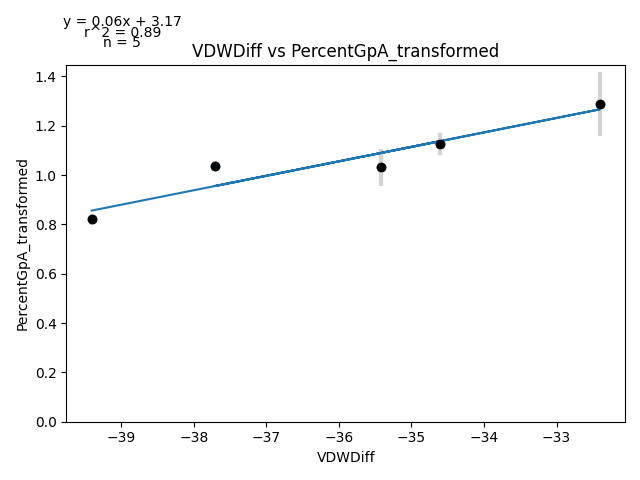 y = 0.06x + 3.17
r^2 = 0.89
n = 5
VDWDiff vs PercentGpA_transformed
PercentGpA_transformed
1.4
1.2
1.0
0.8
0.6
0.4
0.2
0.0
−39
−38
−37
−36
−35
−34
−33
VDWDiff